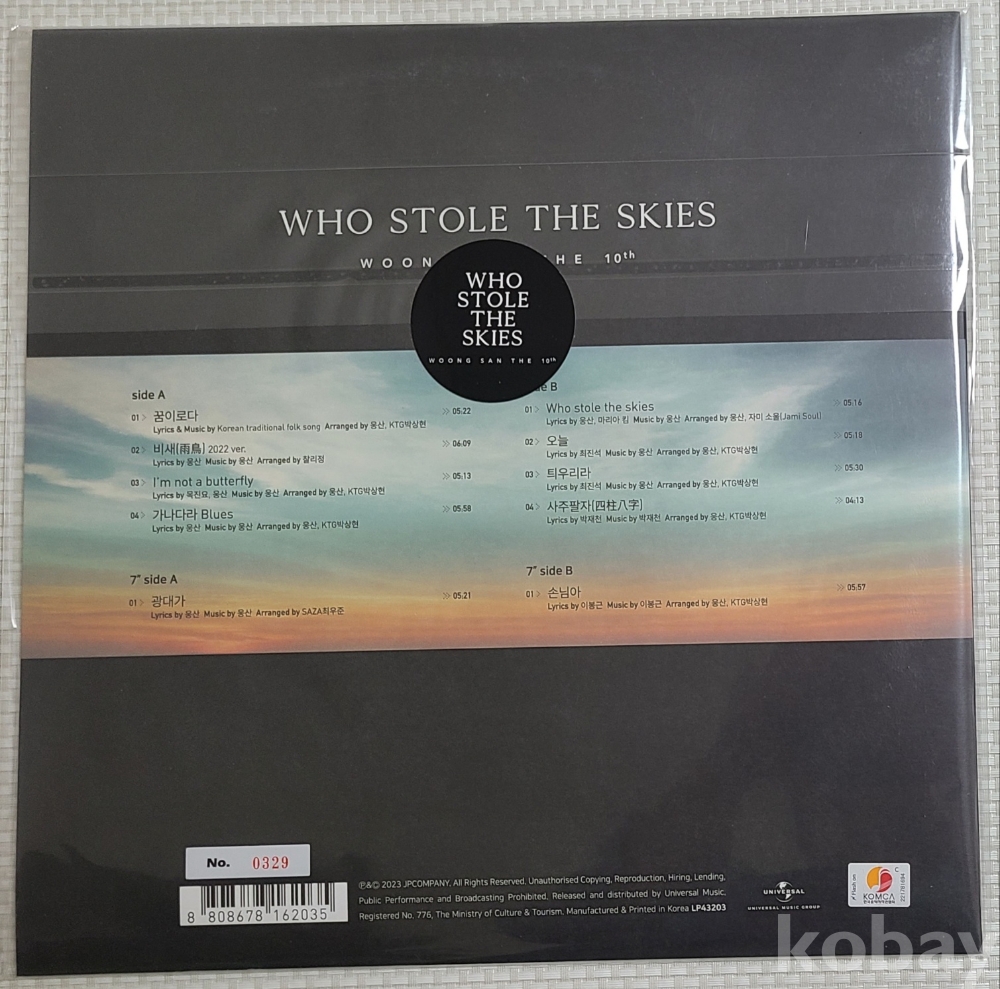 WHO STOLE THE SKIES
WOON HE 10th
WHO
STOLE
THE
SKIES
WOONG SAN THE 10th
side A
01> 꿈이로다 >> 05:22
Lyrics & Music by Korean traditional folk song Arranged by 웅산, KTG박상현
02> 비새(雨鳥) 2022 ver. >> 06:09
Lyrics by 웅산 Music by 웅산 Arranged by 찰리정
03> I'm not a butterfly >> 05:13
Lyrics by 목진요, 웅산 Music by 웅산 Arranged by 웅산, KTG박상현
04> 가나다라 Blues >> 05:58
Lyrics by 웅산 Music by 웅산 Arranged by 웅산, KTG박상현
7" side A
01> 광대가 >> 05:21
Lyrics by 웅산 Music by 웅산 Arranged by SAZA최우준
de B
01> Who stole the skies >> 05:16
Lyrics by 웅산, 마리아 킴 Music by 웅산 Arranged by 웅산, 자미 소울(Jami Soul)
02> 오늘 >> 05:18
Lyrics by 최진석 Music by 웅산 Arranged by 웅산, KTG박상현
03> 틔우리라 >> 05:30
Lyrics by 최진석 Music by 웅산 Arranged by 웅산, KTG박상현
04> 사주팔자(四柱八字) >> 04:13
Lyrics by 박재천 Music by 박재천 Arranged by 웅산, KTG박상현
7" side B
01> 손님아 >> 05:57
Lyrics by 이봉근 Music by 이봉근 Arranged by 웅산, KTG박상현
No. 0329
8 808678 162035
℗&© 2023 JPCOMPANY, All Rights Reserved. Unauthorised Copying, Reproduction, Hiring, Lending,
Public Performance and Broadcasting Prohibited. Released and distributed by Universal Music.
Registered No. 776, The Ministry of Culture & Tourism. Manufactured & Printed in Korea LP43203
UNIVERSAL
UNIVERSAL MUSIC GROUP
Flash on
KOMCA
kobay